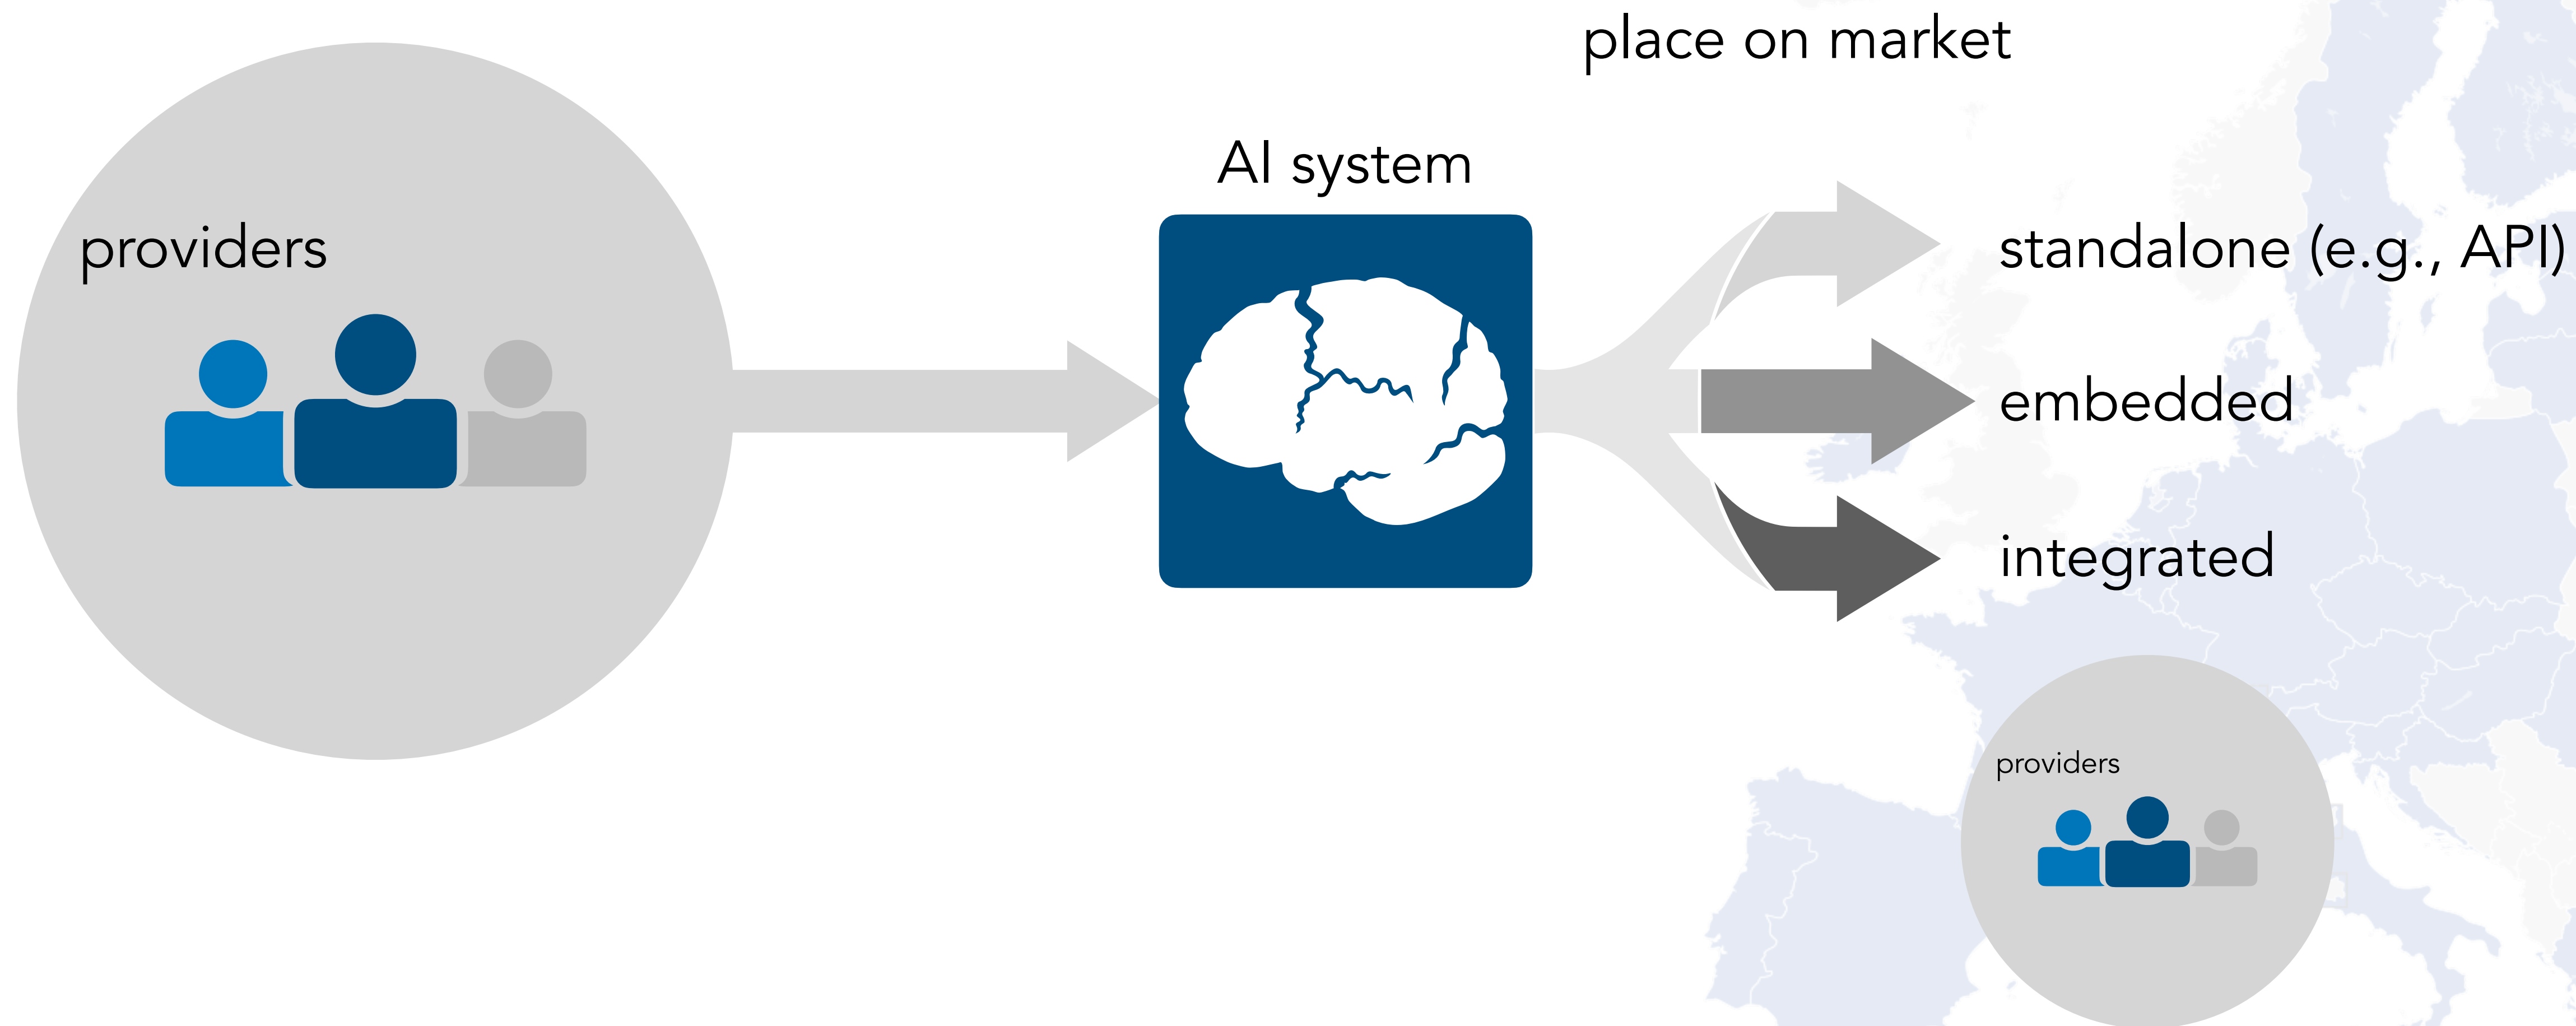 place on market
AI system
providers
standalone (e.g., API)
embedded
integrated
providers